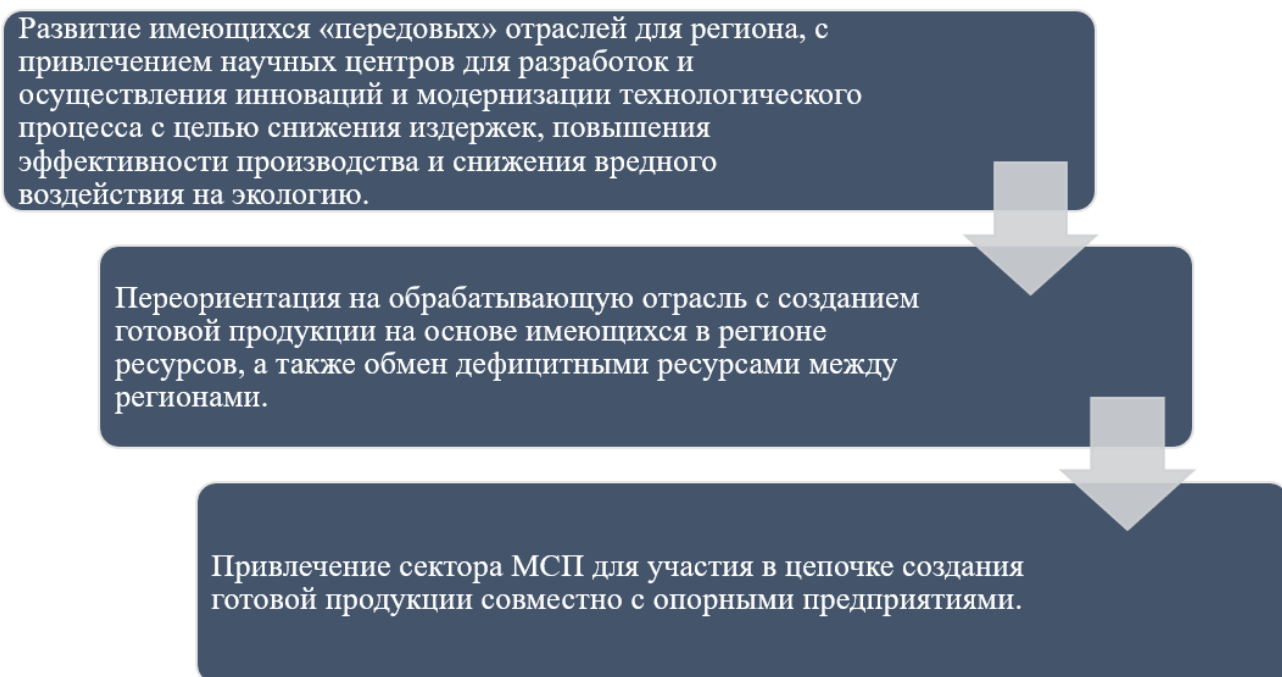 Развитие имеющихся «передовых» отраслей для региона, с
привлечением научных центров для разработок и
осуществления инноваций и модернизации технологического
процесса с целью снижения издержек, повышения
эффективности производства и снижения вредного
воздействия на экологию.
Переориентация на обрабатывающую отрасль с созданием
готовой продукции на основе имеющихся в регионе
ресурсов, а также обмен дефицитными ресурсами между
регионами.
Привлечение сектора МСП для участия в цепочке создания
готовой продукции совместно с опорными предприятиями.